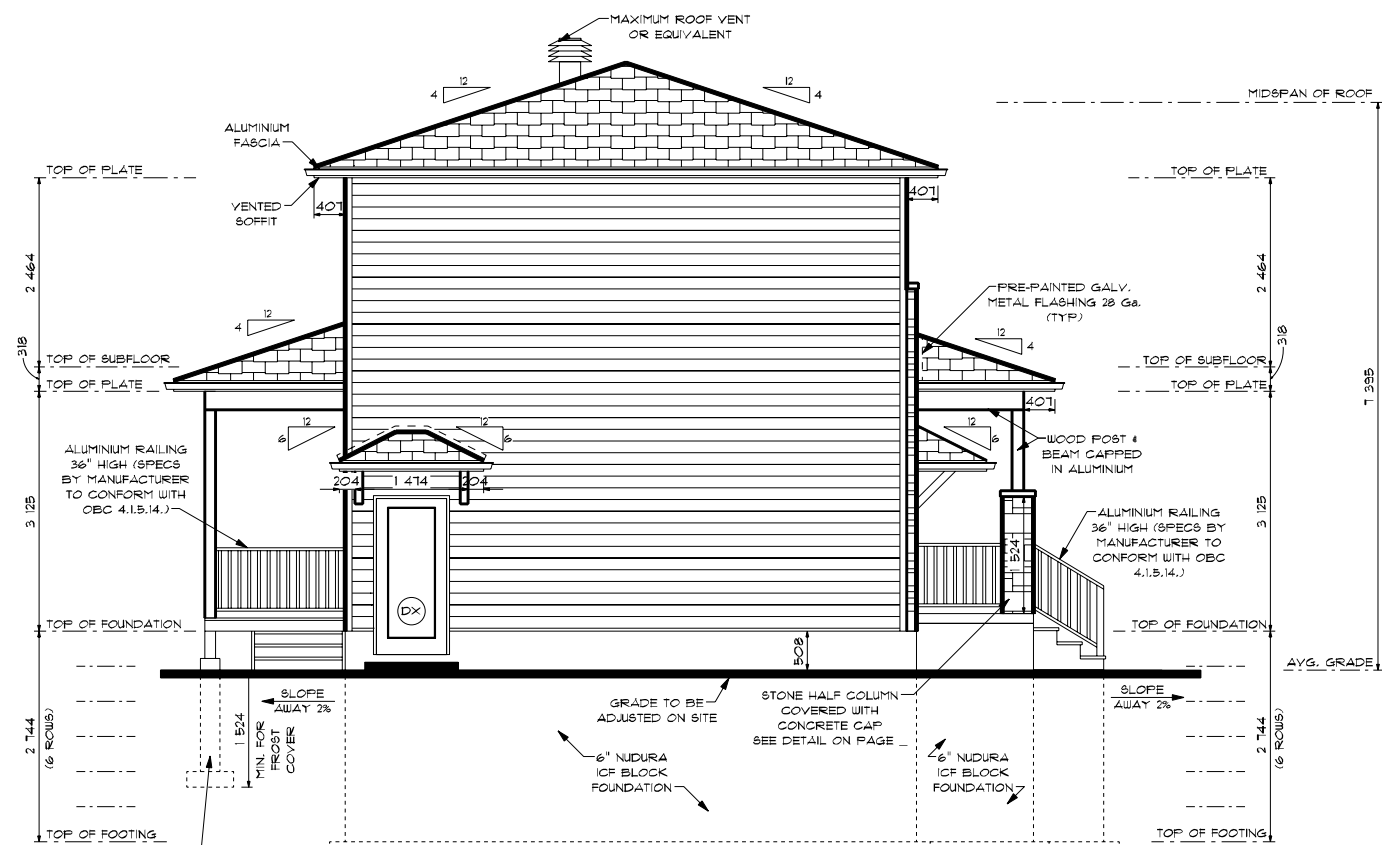 MAXIMUM ROOF VENT
OR EQUIVALENT
12
4
12
4
MIDSPAN OF ROOF
ALUMINIUM
FASCIA
TOP OF PLATE
TOP OF PLATE
VENTED
SOFFIT
407
407
2 464
2 464
PRE-PAINTED GALV.
METAL FLASHING 28 Ga.
(TYP)
12
4
12
4
318
318
TOP OF SUBFLOOR
TOP OF SUBFLOOR
TOP OF PLATE
TOP OF PLATE
7 395
407
12
6
12
6
12
6
WOOD POST &
BEAM CAPPED
IN ALUMINIUM
ALUMINIUM RAILING
36" HIGH (SPECS
BY MANUFACTURER
TO CONFORM WITH
OBC 4.1.5.14.)
204
1 474
204
3 125
3 125
ALUMINIUM RAILING
36" HIGH (SPECS BY
MANUFACTURER TO
CONFORM WITH OBC
4.1.5.14.)
1 524
DX
TOP OF FOUNDATION
TOP OF FOUNDATION
508
AVG. GRADE
SLOPE
AWAY 2%
GRADE TO BE
ADJUSTED ON SITE
STONE HALF COLUMN
COVERED WITH
CONCRETE CAP
SEE DETAIL ON PAGE _
SLOPE
AWAY 2%
2 744
(6 ROWS)
1 524
MIN. FOR
FROST
COVER
6" NUDURA
ICF BLOCK
FOUNDATION
6" NUDURA
ICF BLOCK
FOUNDATION
2 744
(6 ROWS)
TOP OF FOOTING
TOP OF FOOTING